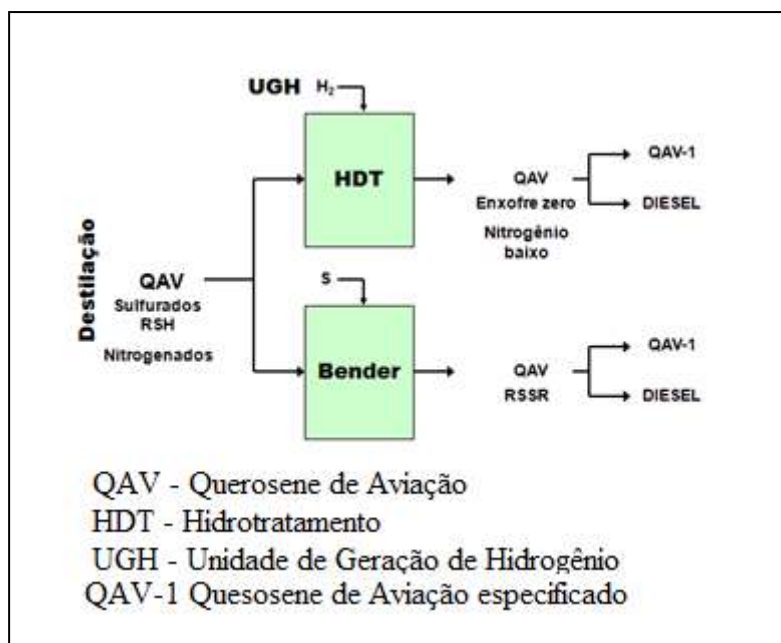 UGH H₂
HDT
Destilação
QAV
Sulfurados
RSH
Nitrogenados
QAV
Enxofre zero
Nitrogênio
baixo
QAV-1
DIESEL
S
Bender
QAV
RSSR
QAV-1
DIESEL
QAV - Querosene de Aviação
HDT - Hidrotratamento
UGH - Unidade de Geração de Hidrogênio
QAV-1 Quesosene de Aviação especificado